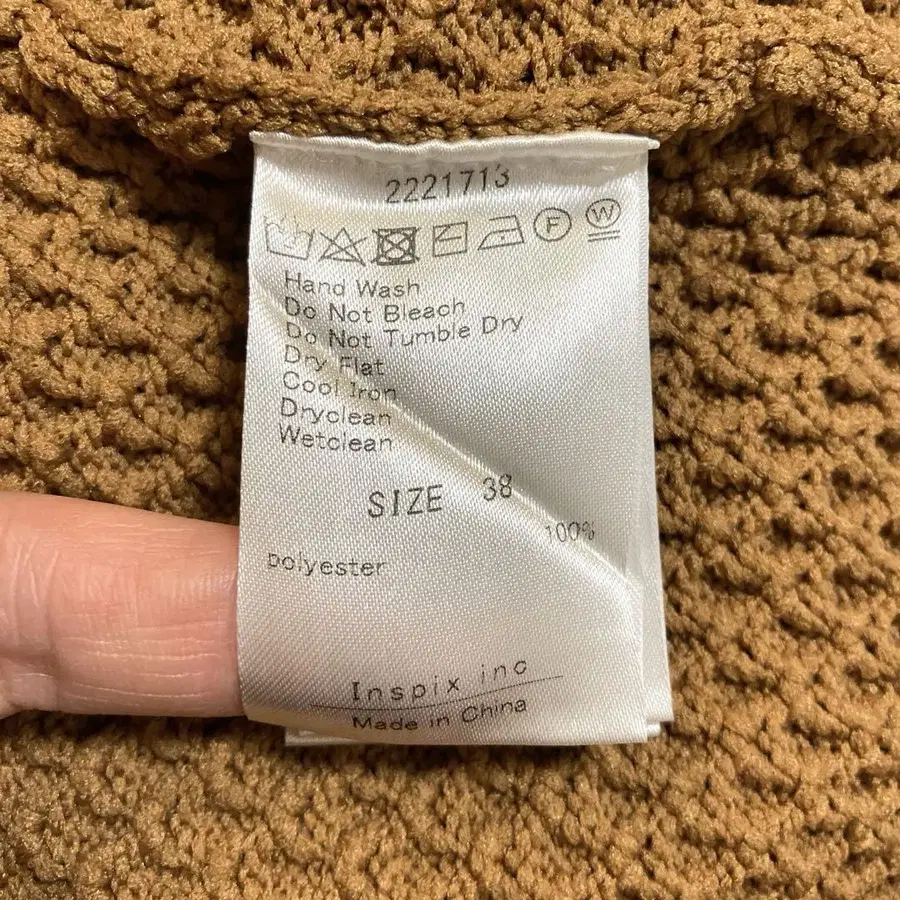 2221713
F W
Hand Wash
Do Not Bleach
Do Not Tumble Dry
Dry Flat
Cool Iron
Dryclean
Wetclean
SIZE 38
100%
polyester
Inspix inc
Made in China